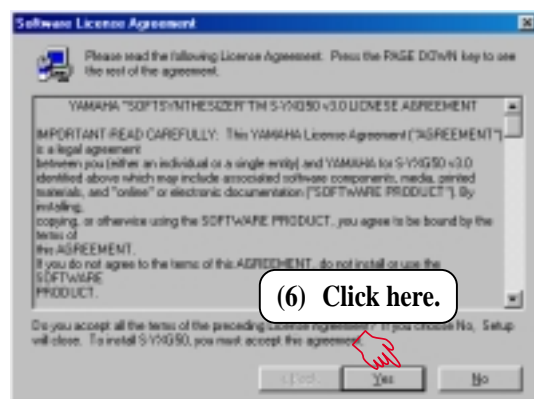 Software License Agreement
Please read the following License Agreement. Press the PAGE DOWN key to see
the rest of the agreement.
YAMAHA "SOFTSYNTHESIZER" TM S-YXG50 v3.0 LICNESE AGREEMENT
IMPORTANT-READ CAREFULLY: This YAMAHA License Agreement ("AGREEMENT")
is a legal agreement
between you (either an individual or a single entity) and YAMAHA for S-YXG50 v3.0
identified above which may include associated software components, media, printed
materials, and "online" or electronic documentation ("SOFTWARE PRODUCT"). By
installing,
copying, or otherwise using the SOFTWARE PRODUCT, you agree to be bound by the
terms of
this AGREEMENT.
If you do not agree to the terms of this AGREEMENT, do not install or use the
SOFTWARE
PRODUCT.
(6) Click here.
Do you accept all the terms of the preceding License Agreement? If you choose No, Setup
will close. To install S-YXG50, you must accept this agreement.
Yes
No